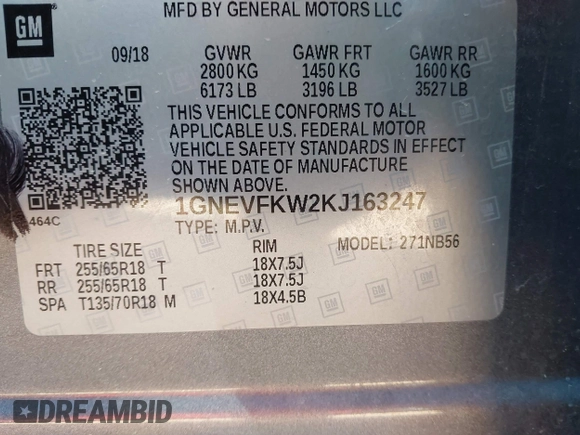 MFD BY GENERAL MOTORS LLC
GM
09/18 GVWR GAWR FRT GAWR RR
2800 KG 1450 KG 1600 KG
6173 LB 3196 LB 3527 LB
THIS VEHICLE CONFORMS TO ALL
APPLICABLE U.S. FEDERAL MOTOR
VEHICLE SAFETY STANDARDS IN EFFECT
ON THE DATE OF MANUFACTURE
SHOWN ABOVE.
464C
1GNEVFKW2KJ163247
TYPE: M.P.V. MODEL: 271NB56
TIRE SIZE RIM
FRT 255/65R18 T 18X7.5J
RR 255/65R18 T 18X7.5J
SPA T135/70R18 M 18X4.5B
DREAMBID